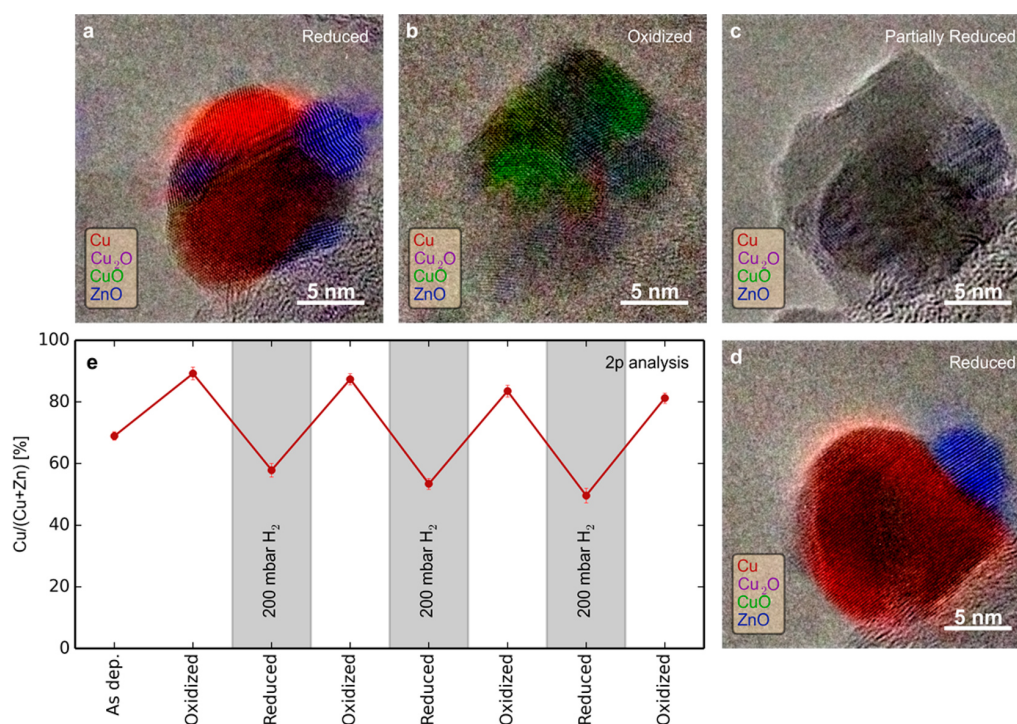 a
Reduced
Cu
Cu2O
CuO
ZnO
5 nm
b
Oxidized
Cu
Cu2O
CuO
ZnO
5 nm
c
Partially Reduced
Cu
Cu2O
CuO
ZnO
5 nm
e
2p analysis
Cu/(Cu+Zn) [%]
100
80
60
40
20
0
200 mbar H2
200 mbar H2
200 mbar H2
As dep.
Oxidized
Reduced
Oxidized
Reduced
Oxidized
Reduced
Oxidized
d
Reduced
Cu
Cu2O
CuO
ZnO
5 nm